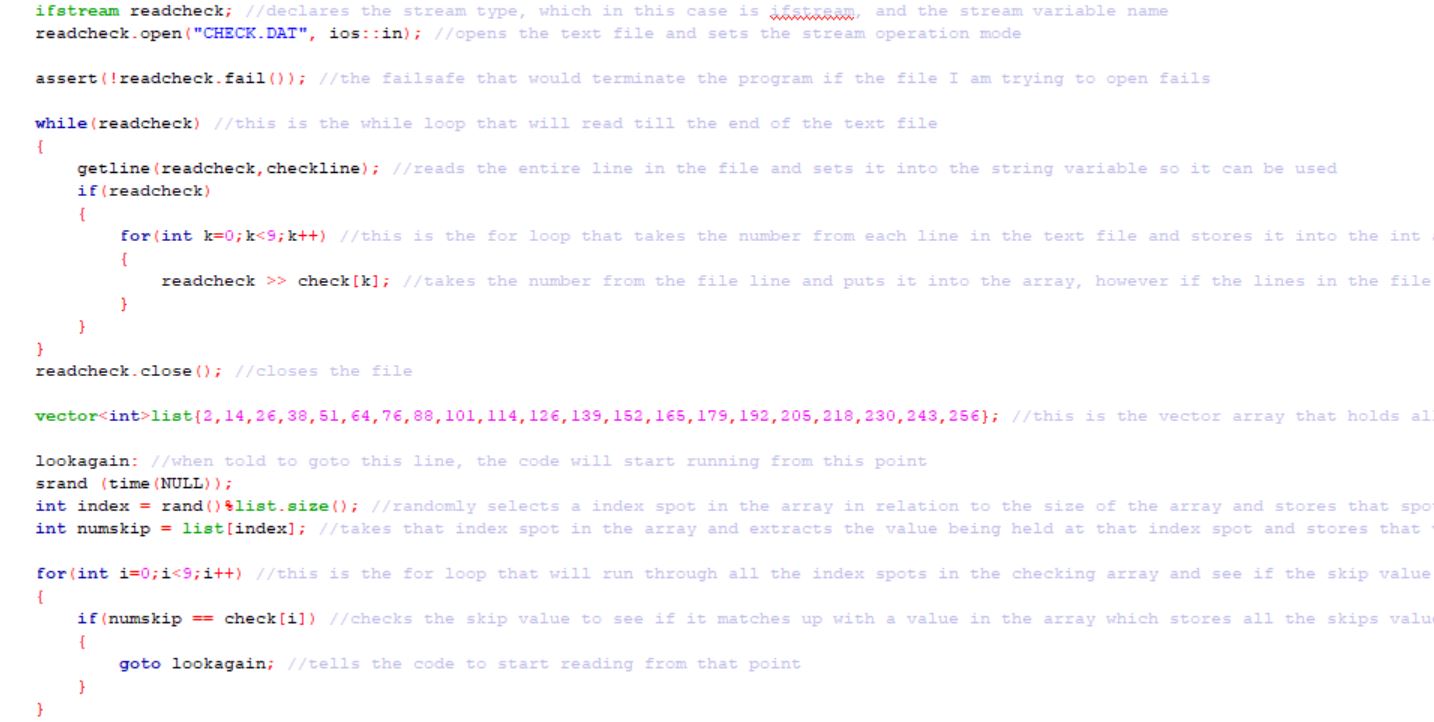 ifstream readcheck; //declares the stream type, which in this case is ifstream, and the stream variable name
readcheck.open("CHECK.DAT", ios::in); //opens the text file and sets the stream operation mode
assert(!readcheck.fail()); //the failsafe that would terminate the program if the file I am trying to open fails
while(readcheck) //this is the while loop that will read till the end of the text file
{
getline(readcheck,checkline); //reads the entire line in the file and sets it into the string variable so it can be used
if(readcheck)
{
for(int k=0;k<9;k++) //this is the for loop that takes the number from each line in the text file and stores it into the int
{
readcheck >> check[k]; //takes the number from the file line and puts it into the array, however if the lines in the file
}
}
}
readcheck.close(); //closes the file
vector<int>list{2,14,26,38,51,64,76,88,101,114,126,139,152,165,179,192,205,218,230,243,256}; //this is the vector array that holds al
lookagain: //when told to goto this line, the code will start running from this point
srand (time(NULL));
int index = rand()%list.size(); //randomly selects a index spot in the array in relation to the size of the array and stores that spo
int numskip = list[index]; //takes that index spot in the array and extracts the value being held at that index spot and stores that
for(int i=0;i<9;i++) //this is the for loop that will run through all the index spots in the checking array and see if the skip value
{
if(numskip == check[i]) //checks the skip value to see if it matches up with a value in the array which stores all the skips valu
{
goto lookagain; //tells the code to start reading from that point
}
}